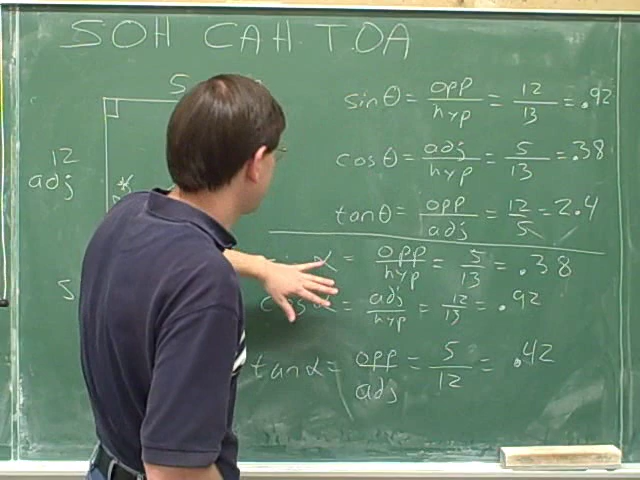 SOH CAH TOA
5
12
adj
α
5
sinθ = opp/hyp = 12/13 = .92
cosθ = adj/hyp = 5/13 = .38
tanθ = opp/adj = 12/5 = 2.4
α = opp/hyp = 5/13 = .38
cos α = adj/hyp = 12/13 = .92
tanα = opp/adj = 5/12 = .42